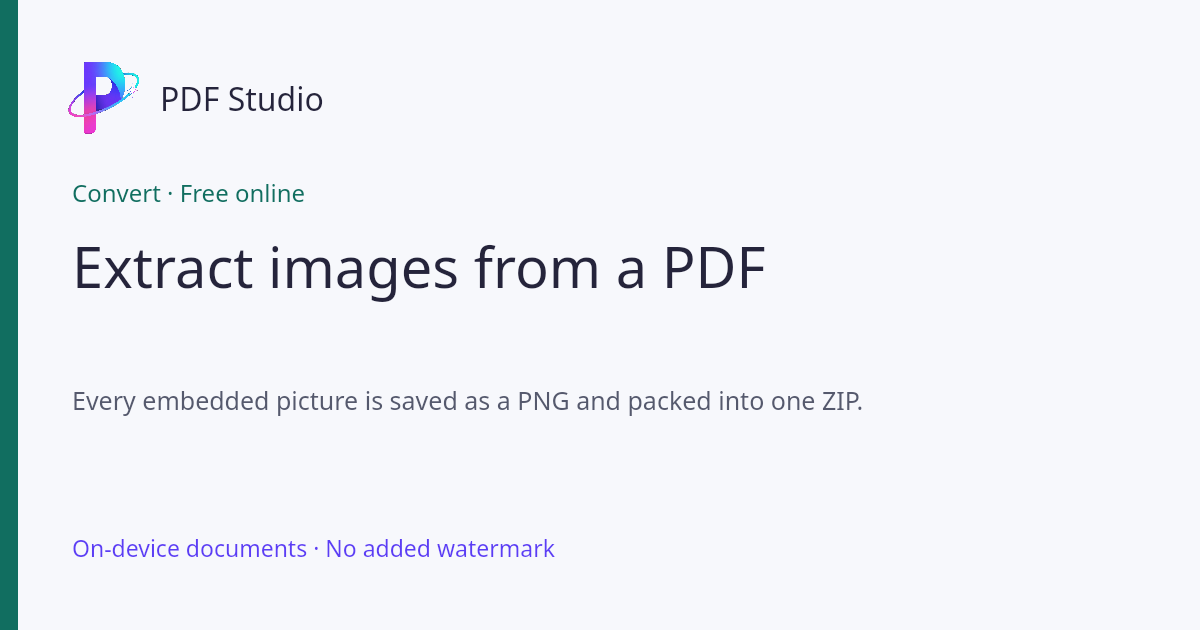 PDF Studio
Convert · Free online
Extract images from a PDF
Every embedded picture is saved as a PNG and packed into one ZIP.
On-device documents · No added watermark